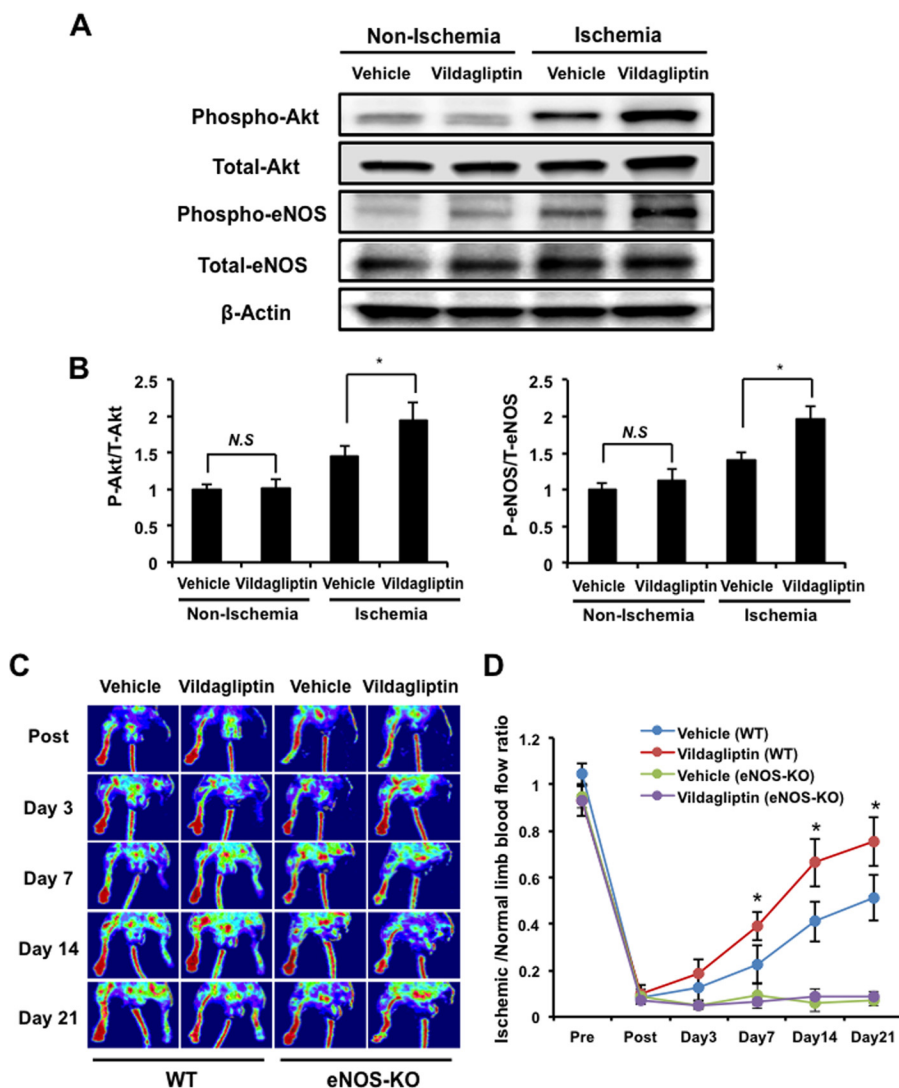 A
Non-Ischemia Ischemia
Vehicle Vildagliptin Vehicle Vildagliptin
Phospho-Akt
Total-Akt
Phospho-eNOS
Total-eNOS
β-Actin
B
P-Akt/T-Akt
2.5
2
1.5
1
0.5
0
N.S
*
Vehicle Vildagliptin Vehicle Vildagliptin
Non-Ischemia Ischemia
P-eNOS/T-eNOS
2.5
2
1.5
1
0.5
0
N.S
*
Vehicle Vildagliptin Vehicle Vildagliptin
Non-Ischemia Ischemia
C
Vehicle Vildagliptin Vehicle Vildagliptin
Post
Day 3
Day 7
Day 14
Day 21
WT eNOS-KO
D
Ischemic /Normal limb blood flow ratio
1.2
1
0.8
0.6
0.4
0.2
0
Vehicle (WT)
Vildagliptin (WT)
Vehicle (eNOS-KO)
Vildagliptin (eNOS-KO)
* * *
Pre Post Day3 Day7 Day14 Day21